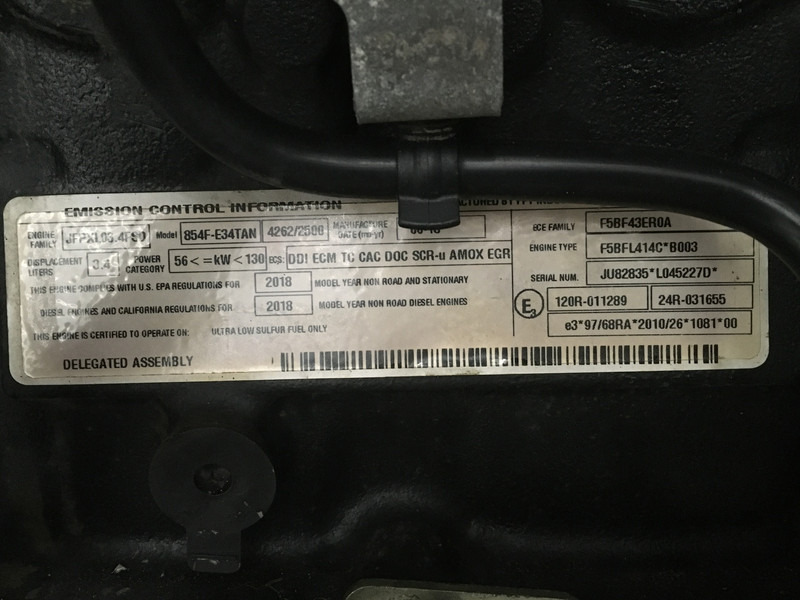 EMISSION CONTROL INFORMATION
ENGINE FAMILY JFPXL03.4FSD Model 854F-E34TAN 4262/2500 MANUFACTURE DATE (mm-yr)
DISPLACEMENT LITERS 3.4 POWER CATEGORY 56 <=kW < 130 ECS: DDI ECM TC CAC DOC SCR-u AMOX EGR
THIS ENGINE COMPLIES WITH U.S. EPA REGULATIONS FOR 2018 MODEL YEAR NON ROAD AND STATIONARY
DIESEL ENGINES AND CALIFORNIA REGULATIONS FOR 2018 MODEL YEAR NON ROAD DIESEL ENGINES
THIS ENGINE IS CERTIFIED TO OPERATE ON: ULTRA LOW SULFUR FUEL ONLY
DELEGATED ASSEMBLY
ECE FAMILY F5BF43ER0A
ENGINE TYPE F5BFL414C*B003
SERIAL NUM. JU82835*L045227D*
E3 120R-011289 24R-031655
e3*97/68RA*2010/26*1081*00